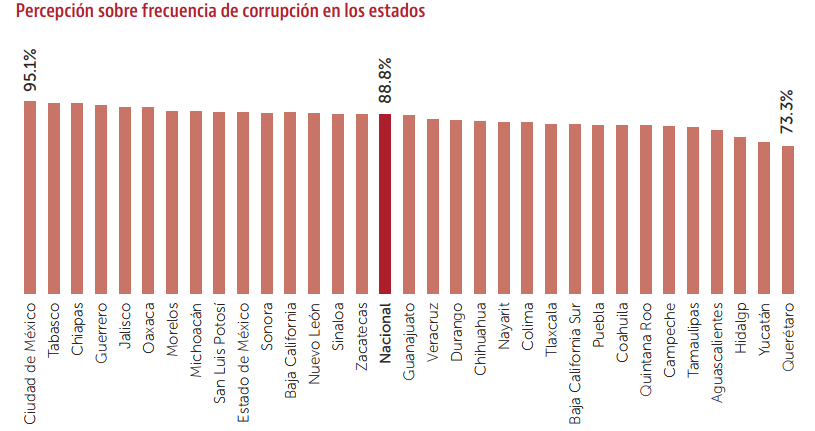 Percepción sobre frecuencia de corrupción en los estados
95.1%
88.8%
73.3%
Ciudad de México
Tabasco
Chiapas
Guerrero
Jalisco
Oaxaca
Morelos
Michoacán
San Luis Potosí
Estado de México
Sonora
Baja California
Nuevo León
Sinaloa
Zacatecas
Nacional
Guanajuato
Veracruz
Durango
Chihuahua
Nayarit
Colima
Tlaxcala
Baja California Sur
Puebla
Coahuila
Quintana Roo
Campeche
Tamaulipas
Aguascalientes
Hidalgp
Yucatán
Querétaro